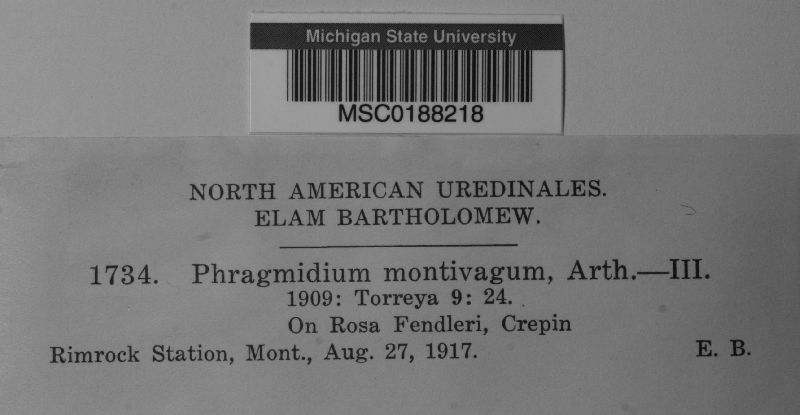 Michigan State University
MSC0188218
NORTH AMERICAN UREDINALES.
ELAM BARTHOLOMEW.
1734. Phragmidium montivagum, Arth.—III.
1909: Torreya 9: 24.
On Rosa Fendleri, Crepin
Rimrock Station, Mont., Aug. 27, 1917. E. B.